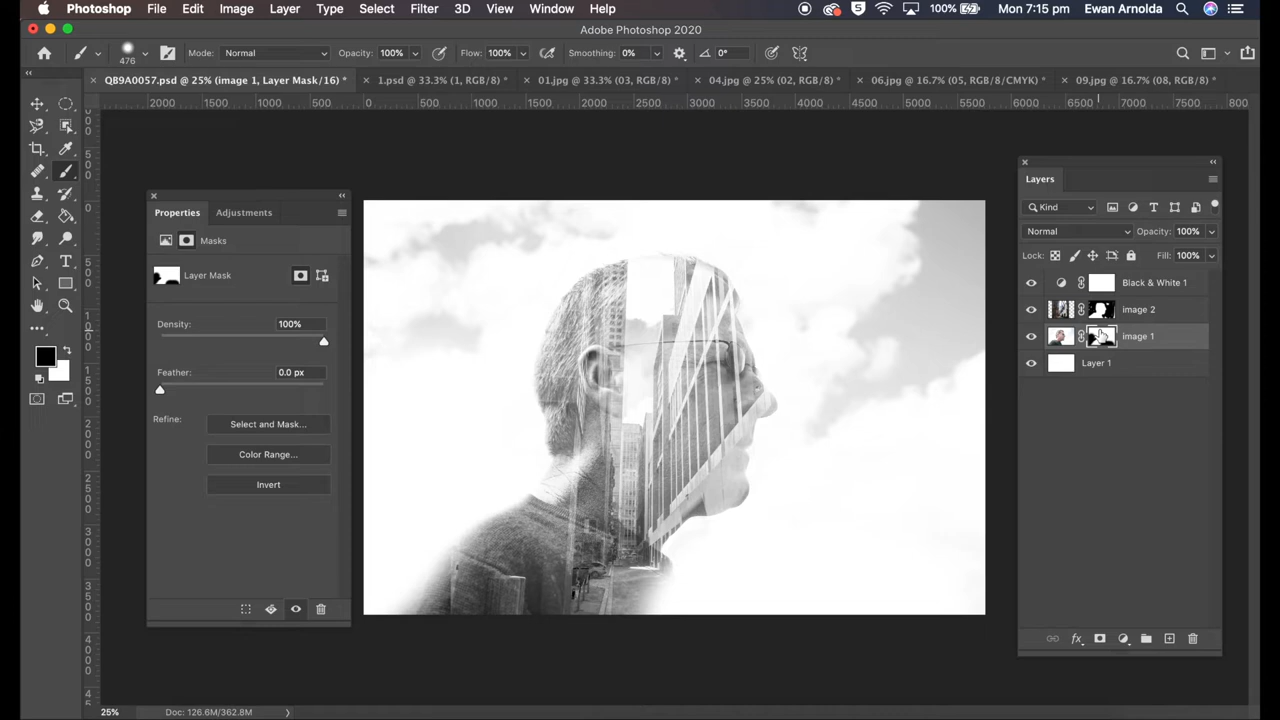 Photoshop File Edit Image Layer Type Select Filter 3D View Window Help 100% Mon 7:15 pm Ewan Arnolda
Adobe Photoshop 2020
476 Mode: Normal Opacity: 100% Flow: 100% Smoothing: 0% 0°
QB9A0057.psd @ 25% (image 1, Layer Mask/16) * 1.psd @ 33.3% (1, RGB/8) * 01.jpg @ 33.3% (03, RGB/8) * 04.jpg @ 25% (02, RGB/8) * 06.jpg @ 16.7% (05, RGB/8/CMYK) * 09.jpg @ 16.7% (08, RGB/8) *
2000 1500 1000 500 0 500 1000 1500 2000 2500 3000 3500 4000 4500 5000 5500 6000 6500 7000 7500 800
Layers
Kind
Normal Opacity: 100%
Lock: Fill: 100%
Black & White 1
image 2
image 1
Layer 1
Properties Adjustments
Masks
Layer Mask
Density: 100%
Feather: 0.0 px
Refine: Select and Mask...
Color Range...
Invert
25% Doc: 126.6M/362.8M